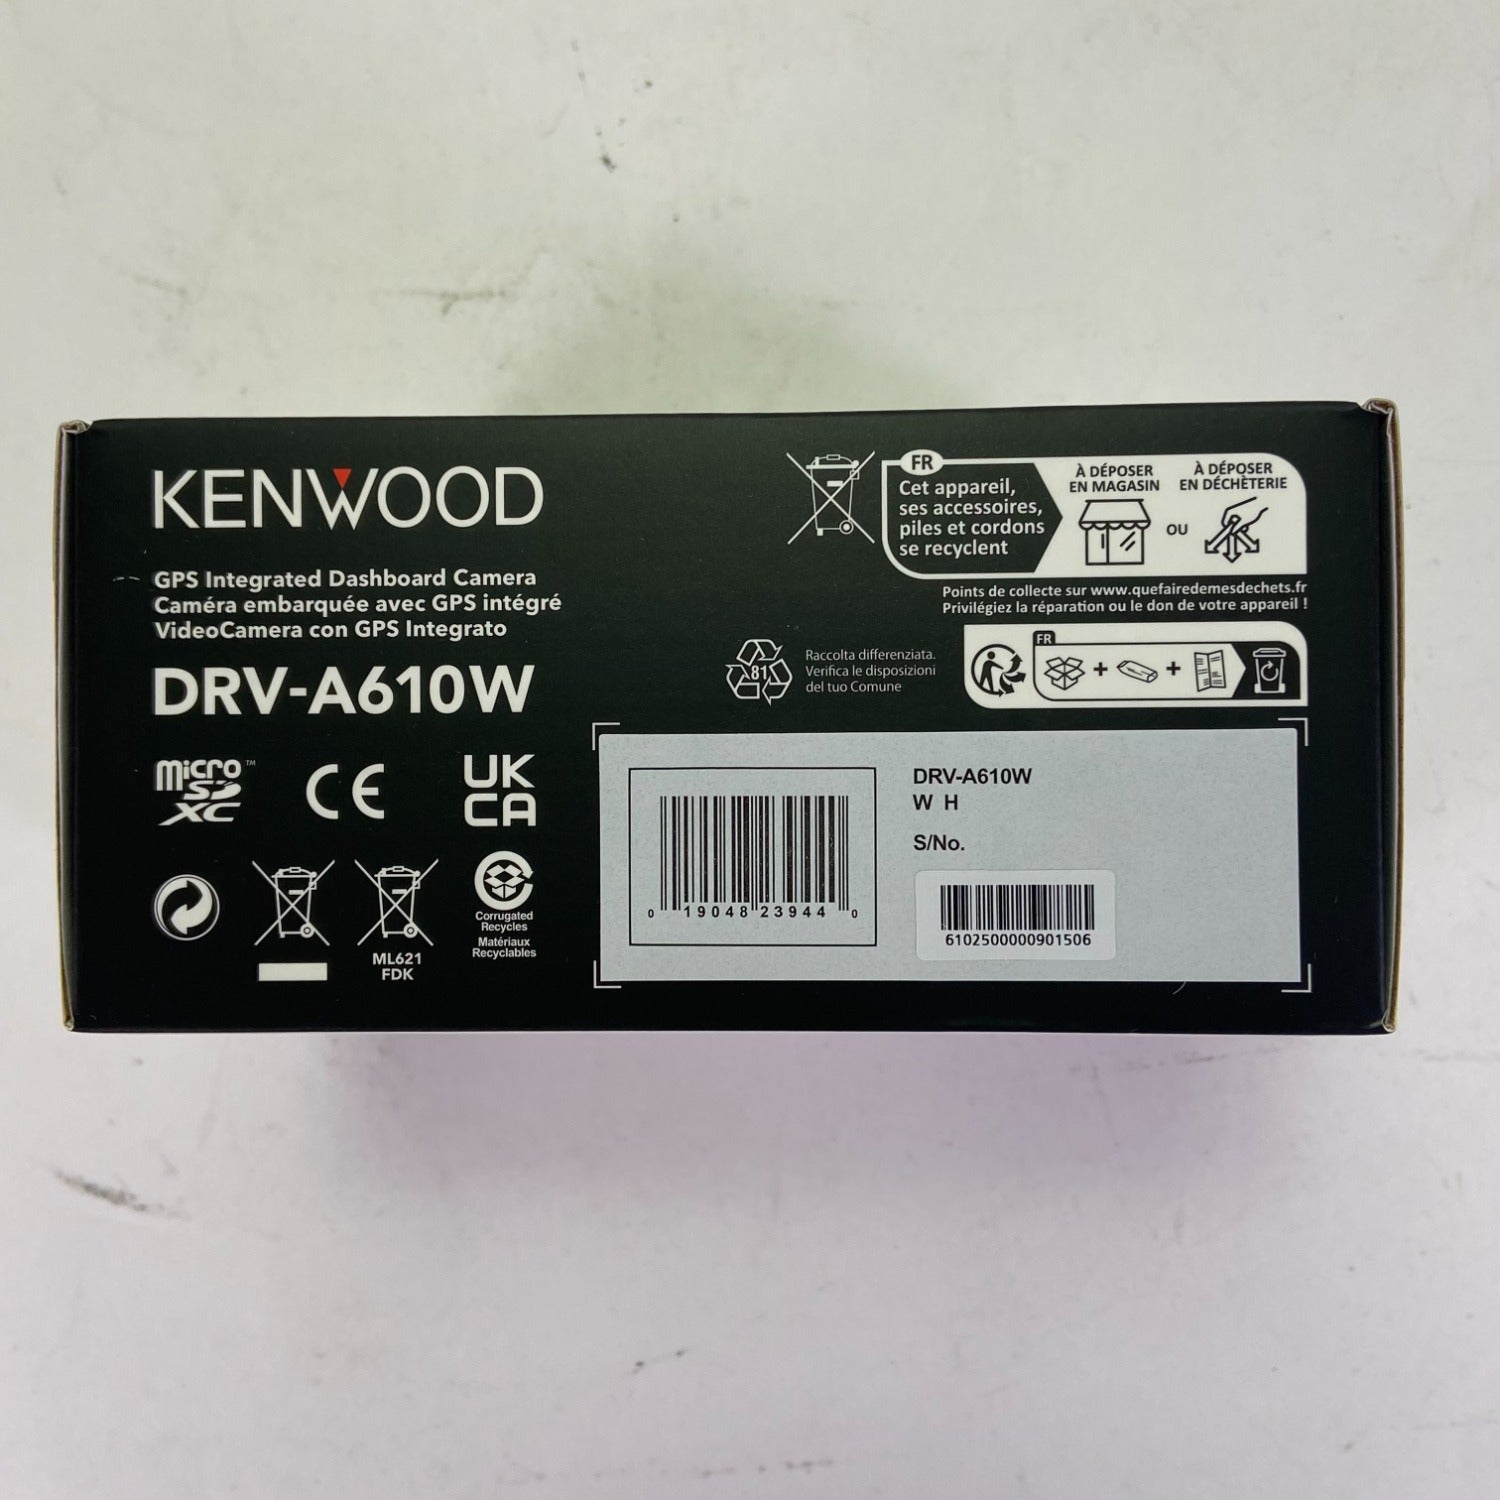 KENWOOD
GPS Integrated Dashboard Camera
Caméra embarquée avec GPS intégré
VideoCamera con GPS Integrato
DRV-A610W
micro SD XC ™
CE
UK
CA
ML621
FDK
Corrugated
Recycles
Matériaux
Recyclables
FR
Cet appareil,
ses accessoires,
piles et cordons
se recyclent
À DÉPOSER
EN MAGASIN
OU
À DÉPOSER
EN DÉCHÈTERIE
Points de collecte sur www.quefairedemesdechets.fr
Privilégiez la réparation ou le don de votre appareil !
81
Raccolta differenziata.
Verifica le disposizioni
del tuo Comune
FR
+ +
0 19048 23944 0
DRV-A610W
W H
S/No.
6102500000901506